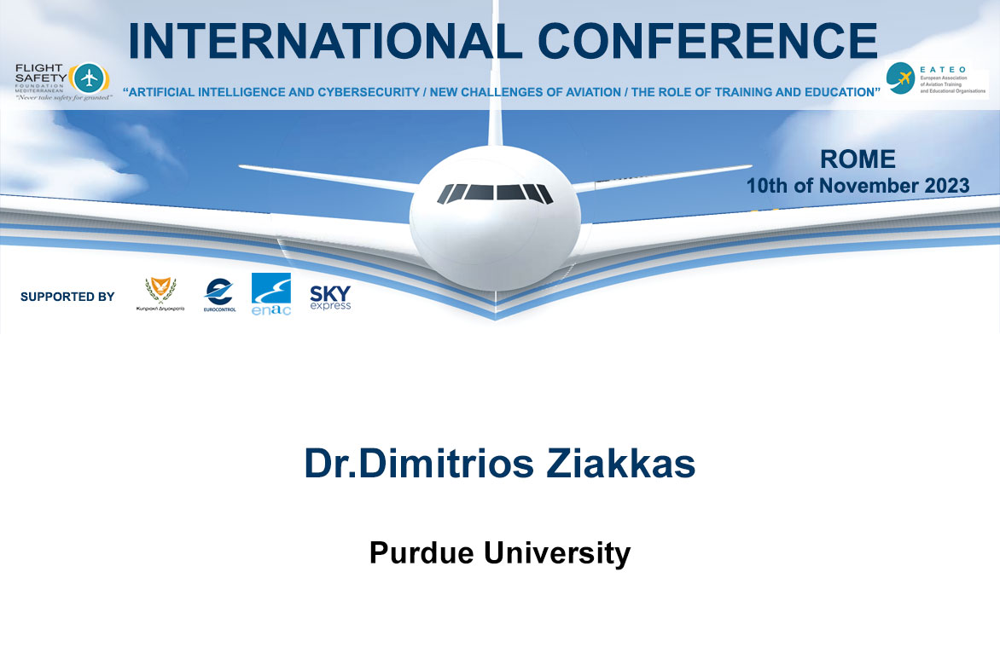 INTERNATIONAL CONFERENCE
FLIGHT
SAFETY
FOUNDATION
MEDITERRANEAN
"Never take safety for granted"
“ARTIFICIAL INTELLIGENCE AND CYBERSECURITY / NEW CHALLENGES OF AVIATION / THE ROLE OF TRAINING AND EDUCATION”
EATEO
European Association
of Aviation Training
and Educational Organisations
ROME
10th of November 2023
SUPPORTED BY
Κυπριακή Δημοκρατία
EUROCONTROL
enac
SKY
express
Dr.Dimitrios Ziakkas
Purdue University